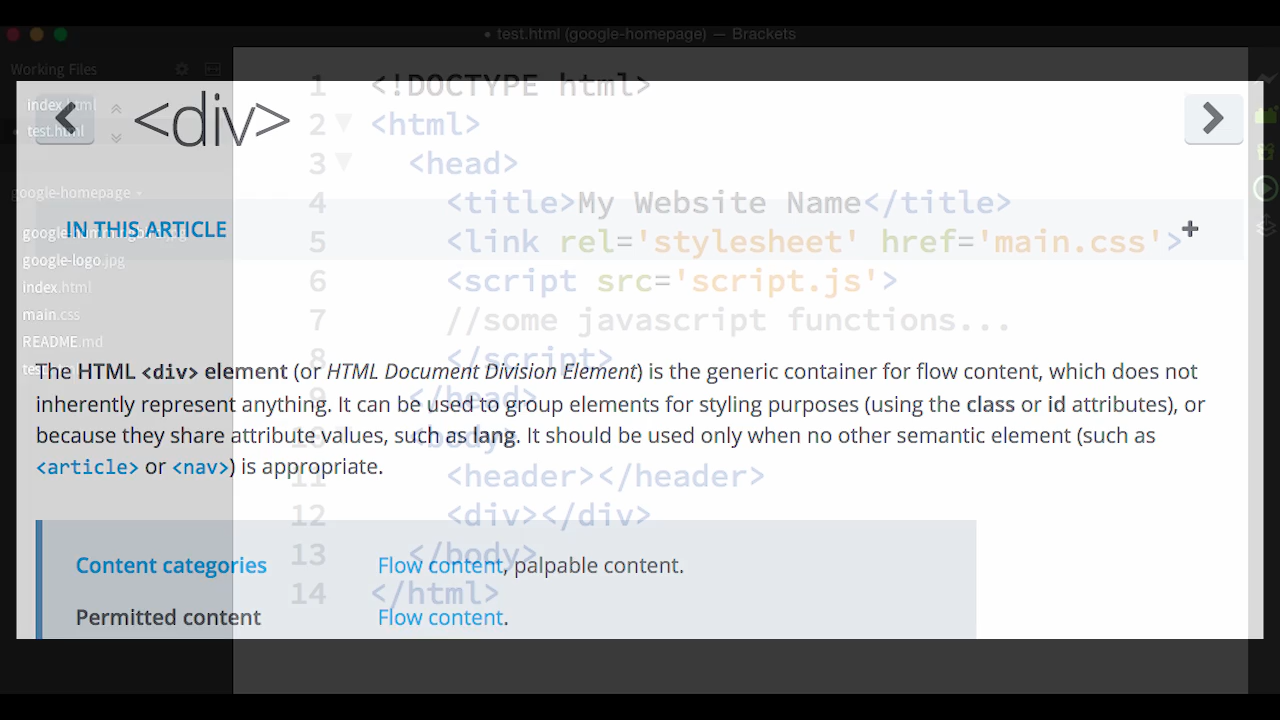 • test.html (google-homepage) — Brackets
Working Files
index.html
test.html
google-homepage
google-logo.jpg
index.html
main.css
README.md
<div>
IN THIS ARTICLE
The HTML <div> element (or HTML Document Division Element) is the generic container for flow content, which does not
inherently represent anything. It can be used to group elements for styling purposes (using the class or id attributes), or
because they share attribute values, such as lang. It should be used only when no other semantic element (such as
<article> or <nav>) is appropriate.
Content categories Flow content, palpable content.
Permitted content Flow content.
1 <!DOCTYPE html>
2 <html>
3 <head>
4 <title>My Website Name</title>
5 <link rel='stylesheet' href='main.css'>
6 <script src='script.js'>
7 //some javascript functions...
8 </script>
9 </head>
10 <body>
11 <header></header>
12 <div></div>
13 </body>
14 </html>